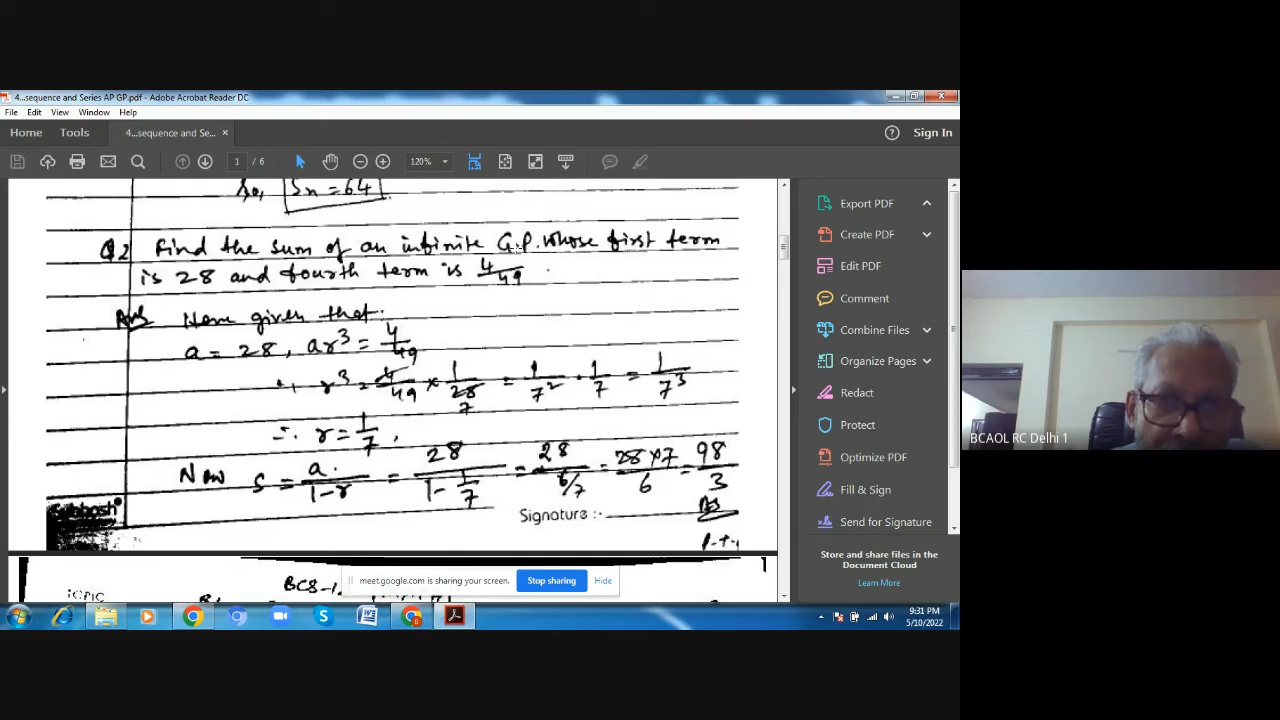 4...sequence and Series AP GP.pdf - Adobe Acrobat Reader DC
File Edit View Window Help
Home Tools 4...sequence and Se... × Sign In
1 / 6 120%
So, Sn = 64
Q2 Find the sum of an infinite G.P. whose first term
is 28 and fourth term is 4/49
Ans Here given that
a = 28, ar³ = 4/49
∴ r³ = 4/49 × 1/28 7 = 1/7² · 1/7 = 1/7³
∴ r = 1/7,
Now S = a/1-r = 28/1-1/7 = 28/6/7 = 28×7/6 = 98/3
Signature :-
Ans
P.T.
Export PDF
Create PDF
Edit PDF
Comment
Combine Files
Organize Pages
Redact
Protect
Optimize PDF
Fill & Sign
Send for Signature
Store and share files in the
Document Cloud
Learn More
TOPIC
BCS-1
meet.google.com is sharing your screen. Stop sharing Hide
9:31 PM
5/10/2022
BCAOL RC Delhi 1